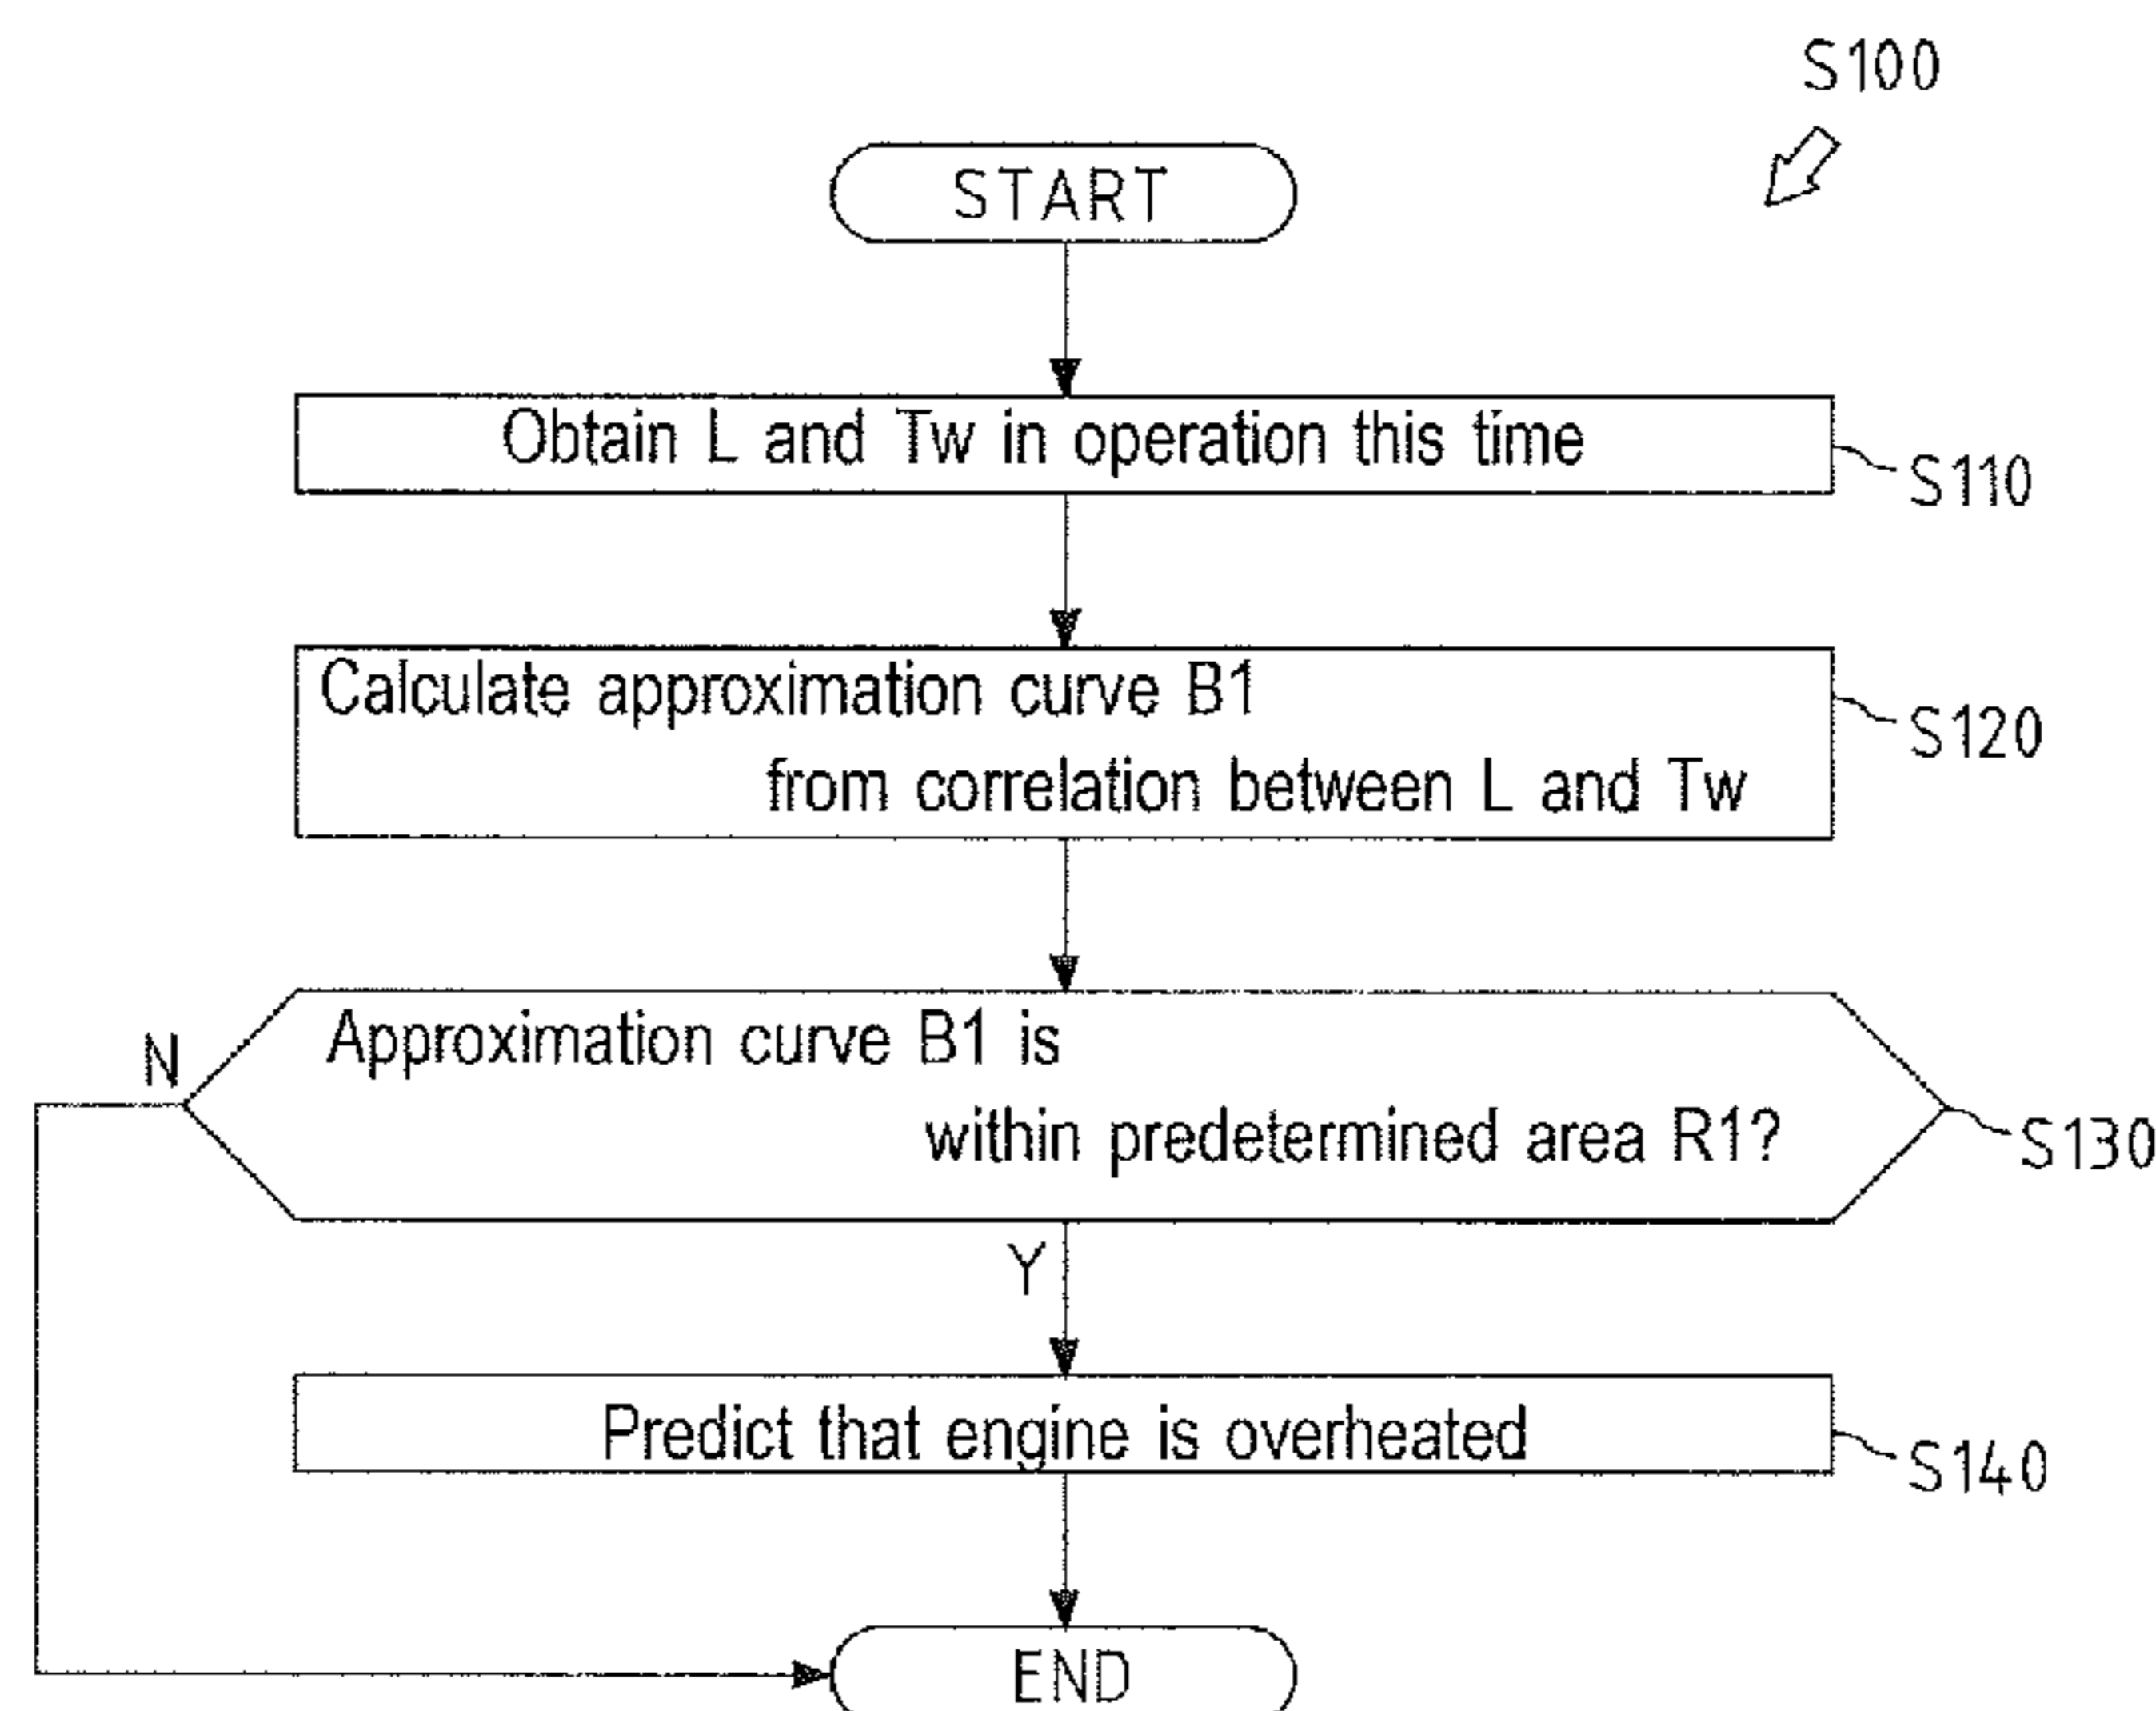 S100
START
Obtain L and Tw in operation this time
S110
Calculate approximation curve B1
from correlation between L and Tw
S120
N
Approximation curve B1 is
within predetermined area R1?
S130
Y
Predict that engine is overheated
S140
END